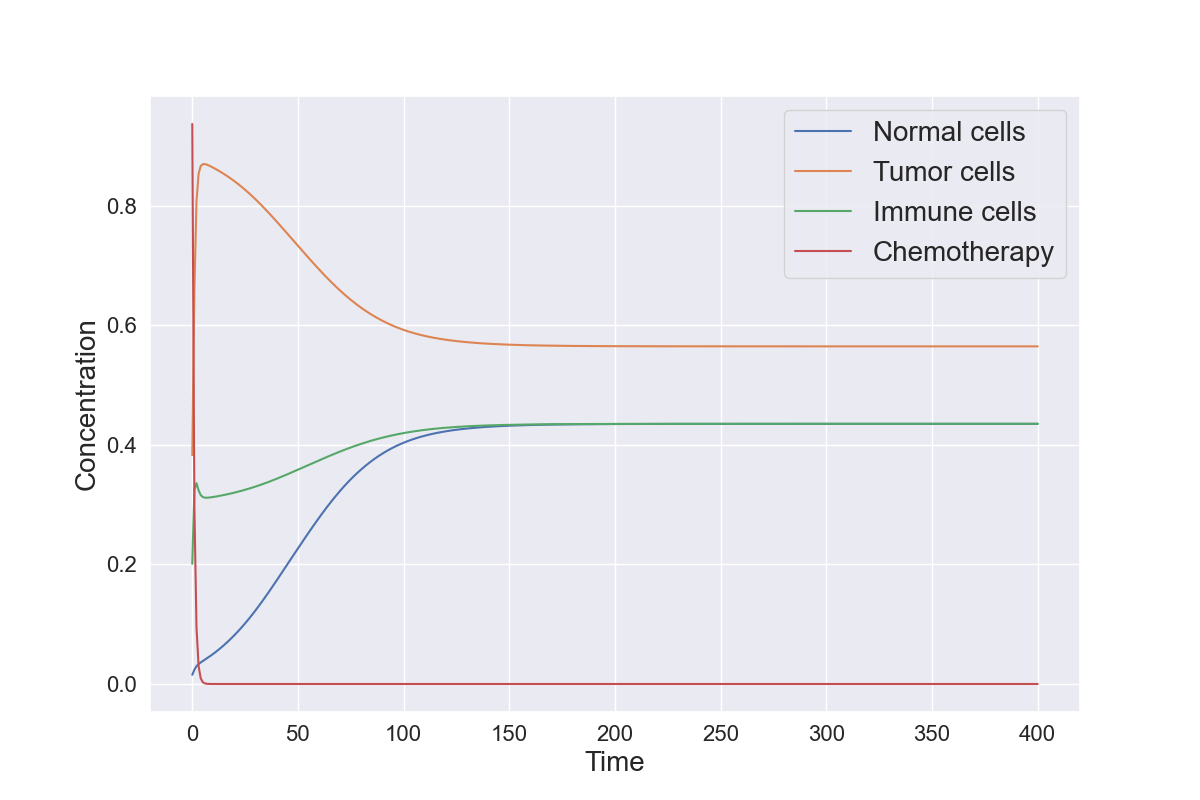 Normal cells
Tumor cells
Immune cells
Chemotherapy
0.8
0.6
0.4
0.2
0.0
Concentration
0 50 100 150 200 250 300 350 400
Time